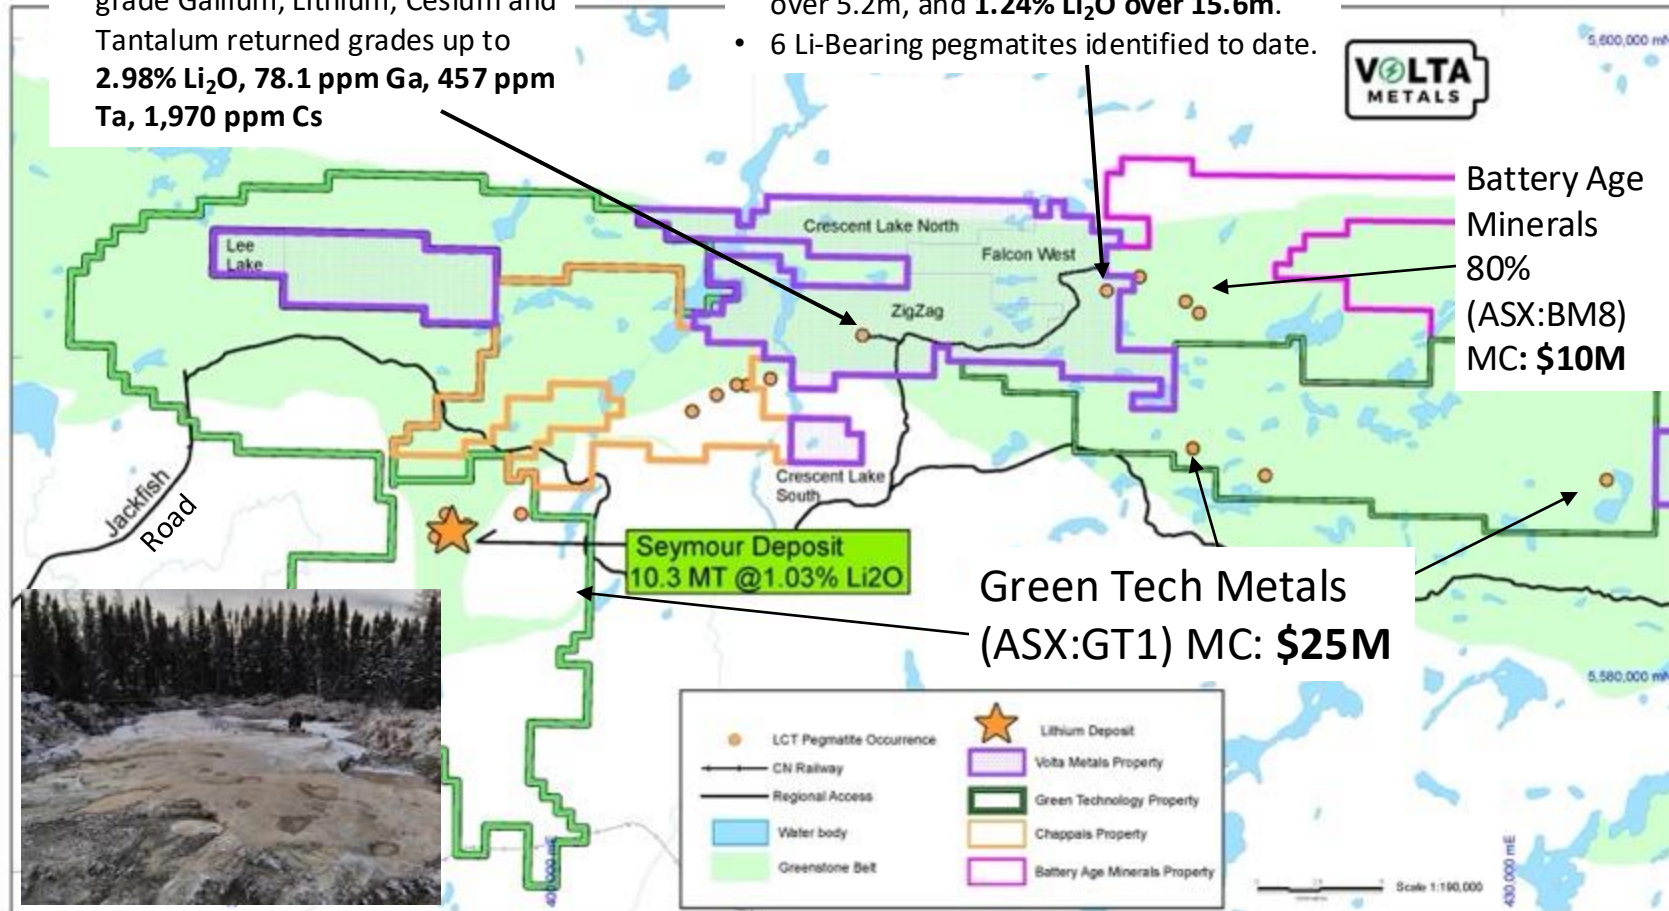 grade Gallium, Lithium, Cesium and
Tantalum returned grades up to
2.98% Li₂O, 78.1 ppm Ga, 457 ppm
Ta, 1,970 ppm Cs
over 5.2m, and 1.24% Li₂O over 15.6m.
• 6 Li-Bearing pegmatites identified to date.
5,600,000 mN
VOLTA
METALS
Battery Age
Minerals
80%
(ASX:BM8)
MC: $10M
Crescent Lake North
Falcon West
Lee
Lake
ZigZag
Crescent Lake
South
Jackfish
Road
Seymour Deposit
10.3 MT @1.03% Li2O
Green Tech Metals
(ASX:GT1) MC: $25M
5,580,000 mN
LCT Pegmatite Occurrence
CN Railway
Regional Access
Water body
Greenstone Belt
Lithium Deposit
Volta Metals Property
Green Technology Property
Chappais Property
Battery Age Minerals Property
Scale 1:190,000
430,000 mE